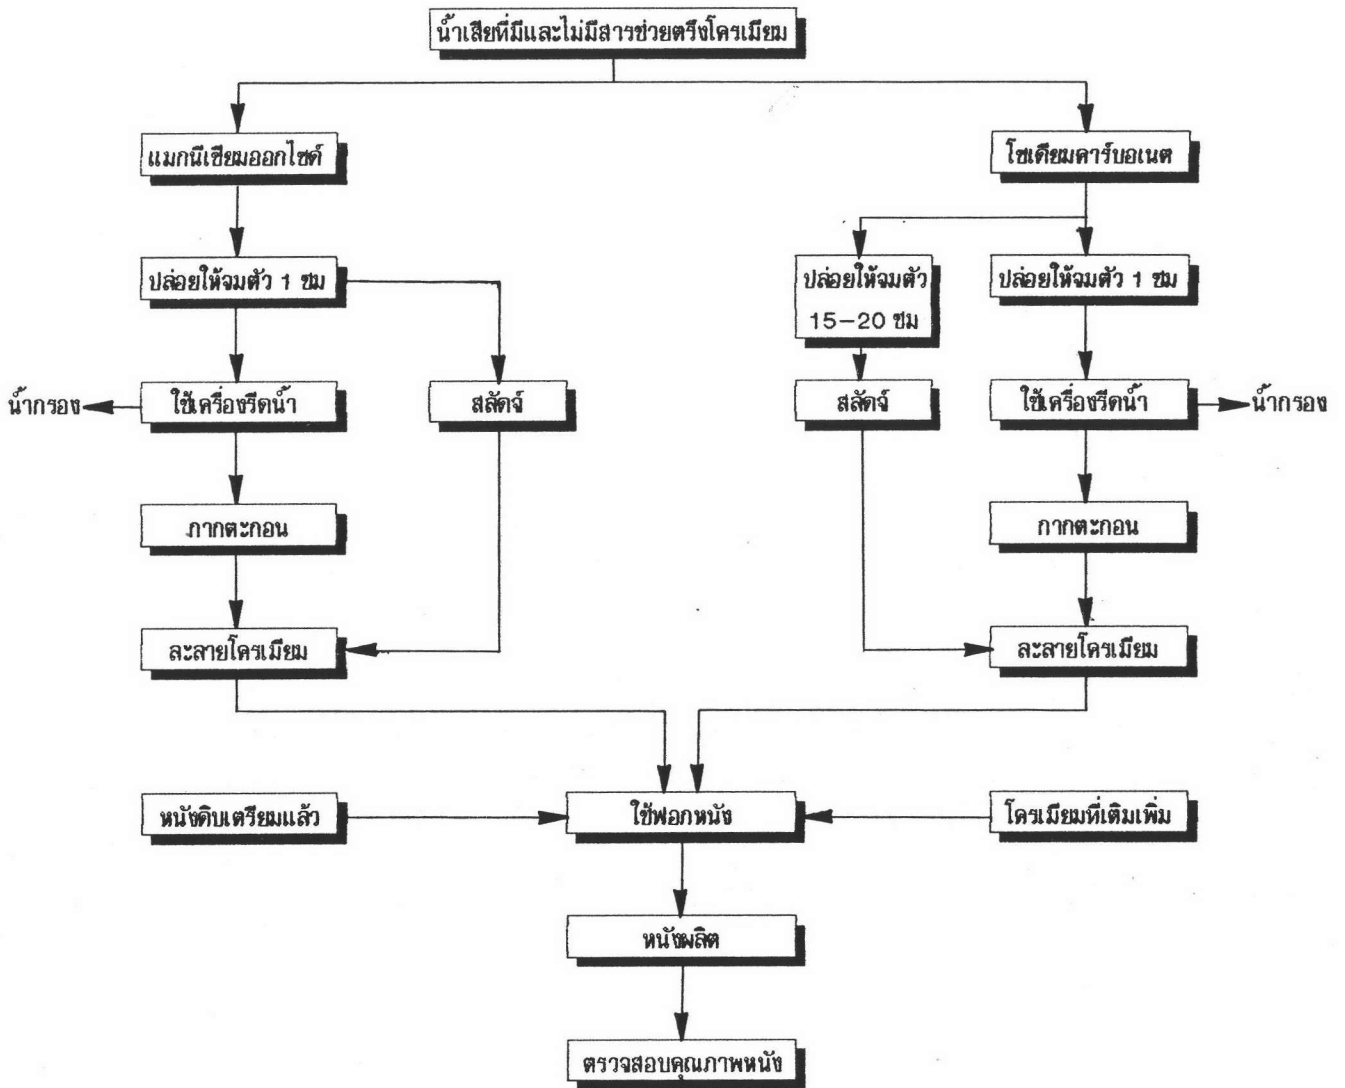 น้ำเสียที่มีและไม่มีสารช่วยตรึงโครเมียม
แมกนีเซียมออกไซด์
โซเดียมคาร์บอเนต
ปล่อยให้จมตัว 1 ชม
ปล่อยให้จมตัว
15-20 ชม
ปล่อยให้จมตัว 1 ชม
น้ำกรอง
ใช้เครื่องรีดน้ำ
สลัดจ์
สลัดจ์
ใช้เครื่องรีดน้ำ
น้ำกรอง
กากตะกอน
กากตะกอน
ละลายโครเมียม
ละลายโครเมียม
หนังดิบเตรียมแล้ว
ใช้ฟอกหนัง
โครเมียมที่เติมเพิ่ม
หนังผลิต
ตรวจสอบคุณภาพหนัง